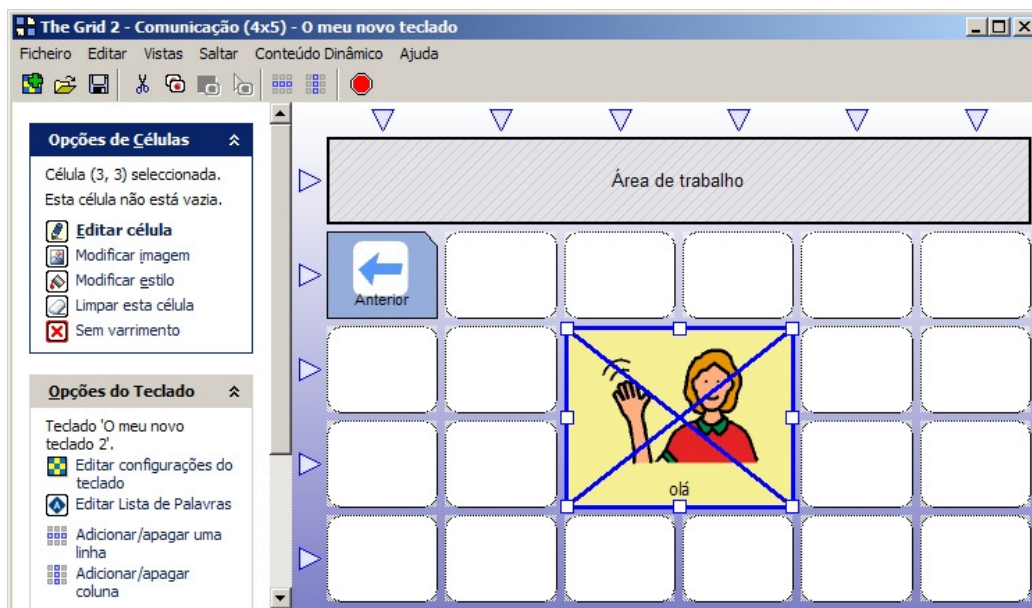 The Grid 2 - Comunicação (4x5) - O meu novo teclado
Ficheiro Editar Vistas Saltar Conteúdo Dinâmico Ajuda
Opções de Células
Célula (3, 3) seleccionada.
Esta célula não está vazia.
Editar célula
Modificar imagem
Modificar estilo
Limpar esta célula
Sem varrimento
Opções do Teclado
Teclado 'O meu novo
teclado 2'.
Editar configurações do
teclado
Editar Lista de Palavras
Adicionar/apagar uma
linha
Adicionar/apagar
coluna
Área de trabalho
Anterior
olá